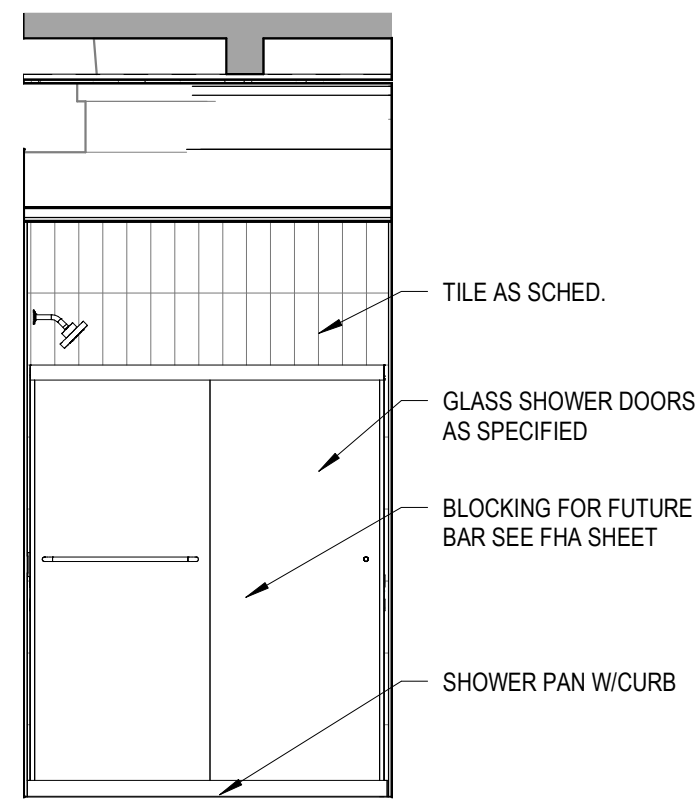 TILE AS SCHED.
GLASS SHOWER DOORS
AS SPECIFIED
BLOCKING FOR FUTURE
BAR SEE FHA SHEET
SHOWER PAN W/CURB